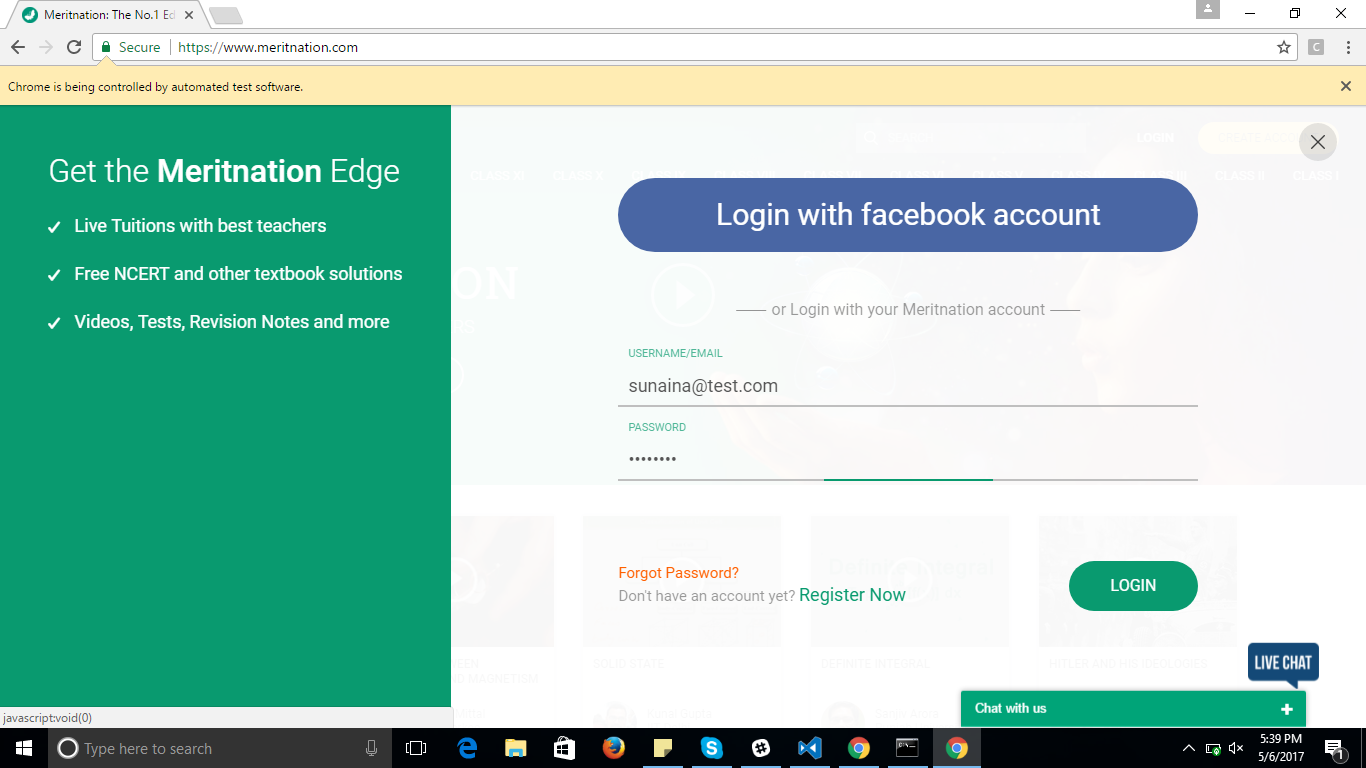 Meritnation: The No.1 Ed
Secure
https://www.meritnation.com
C
Chrome is being controlled by automated test software.
Get the Meritnation Edge
Live Tuitions with best teachers
Free NCERT and other textbook solutions
Videos, Tests, Revision Notes and more
LOGIN
CLASS XI
CLASS X
CLASS II
CLASS I
Login with facebook account
or Login with your Meritnation account
USERNAME/EMAIL
sunaina@test.com
PASSWORD
••••••••
Forgot Password?
Don't have an account yet? Register Now
LOGIN
SOLID STATE
DEFINITE INTEGRAL
HITLER AND HIS IDEOLOGIES
ND MAGNETISM
LIVE CHAT
Chat with us
javascript:void(0)
Type here to search
5:39 PM
5/6/2017
1